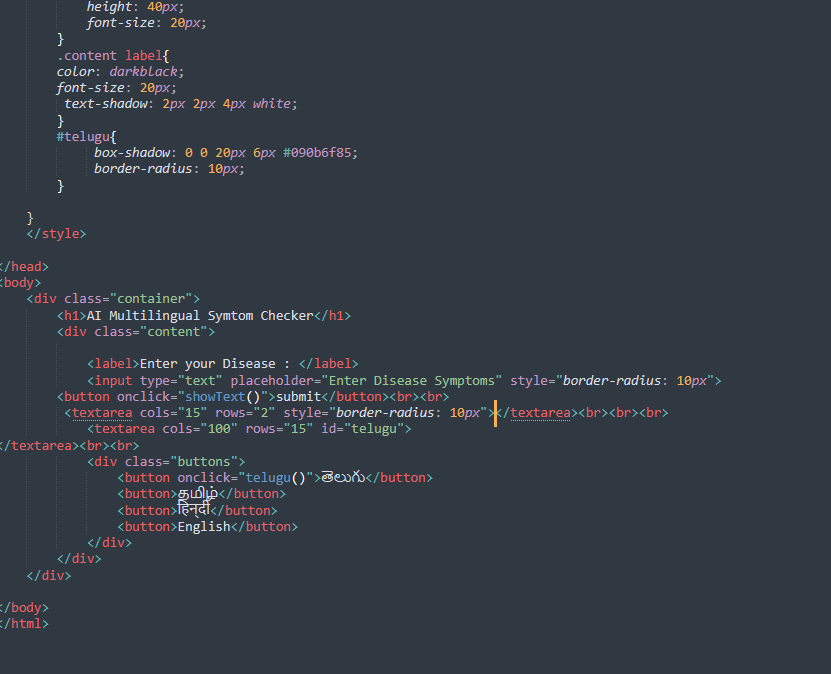 height: 40px;
font-size: 20px;
}
.content label{
color: darkblack;
font-size: 20px;
text-shadow: 2px 2px 4px white;
}
#telugu{
box-shadow: 0 0 20px 6px #090b6f85;
border-radius: 10px;
}
}
</style>
</head>
<body>
<div class="container">
<h1>AI Multilingual Symtom Checker</h1>
<div class="content">
<label>Enter your Disease : </label>
<input type="text" placeholder="Enter Disease Symptoms" style="border-radius: 10px">
<button onclick="showText()">submit</button><br><br>
<textarea cols="15" rows="2" style="border-radius: 10px"></textarea><br><br><br>
<textarea cols="100" rows="15" id="telugu">
</textarea><br><br>
<div class="buttons">
<button onclick="telugu()">తెలుగు</button>
<button>தமிழ்</button>
<button>हिन्दी</button>
<button>English</button>
</div>
</div>
</div>
</body>
</html>